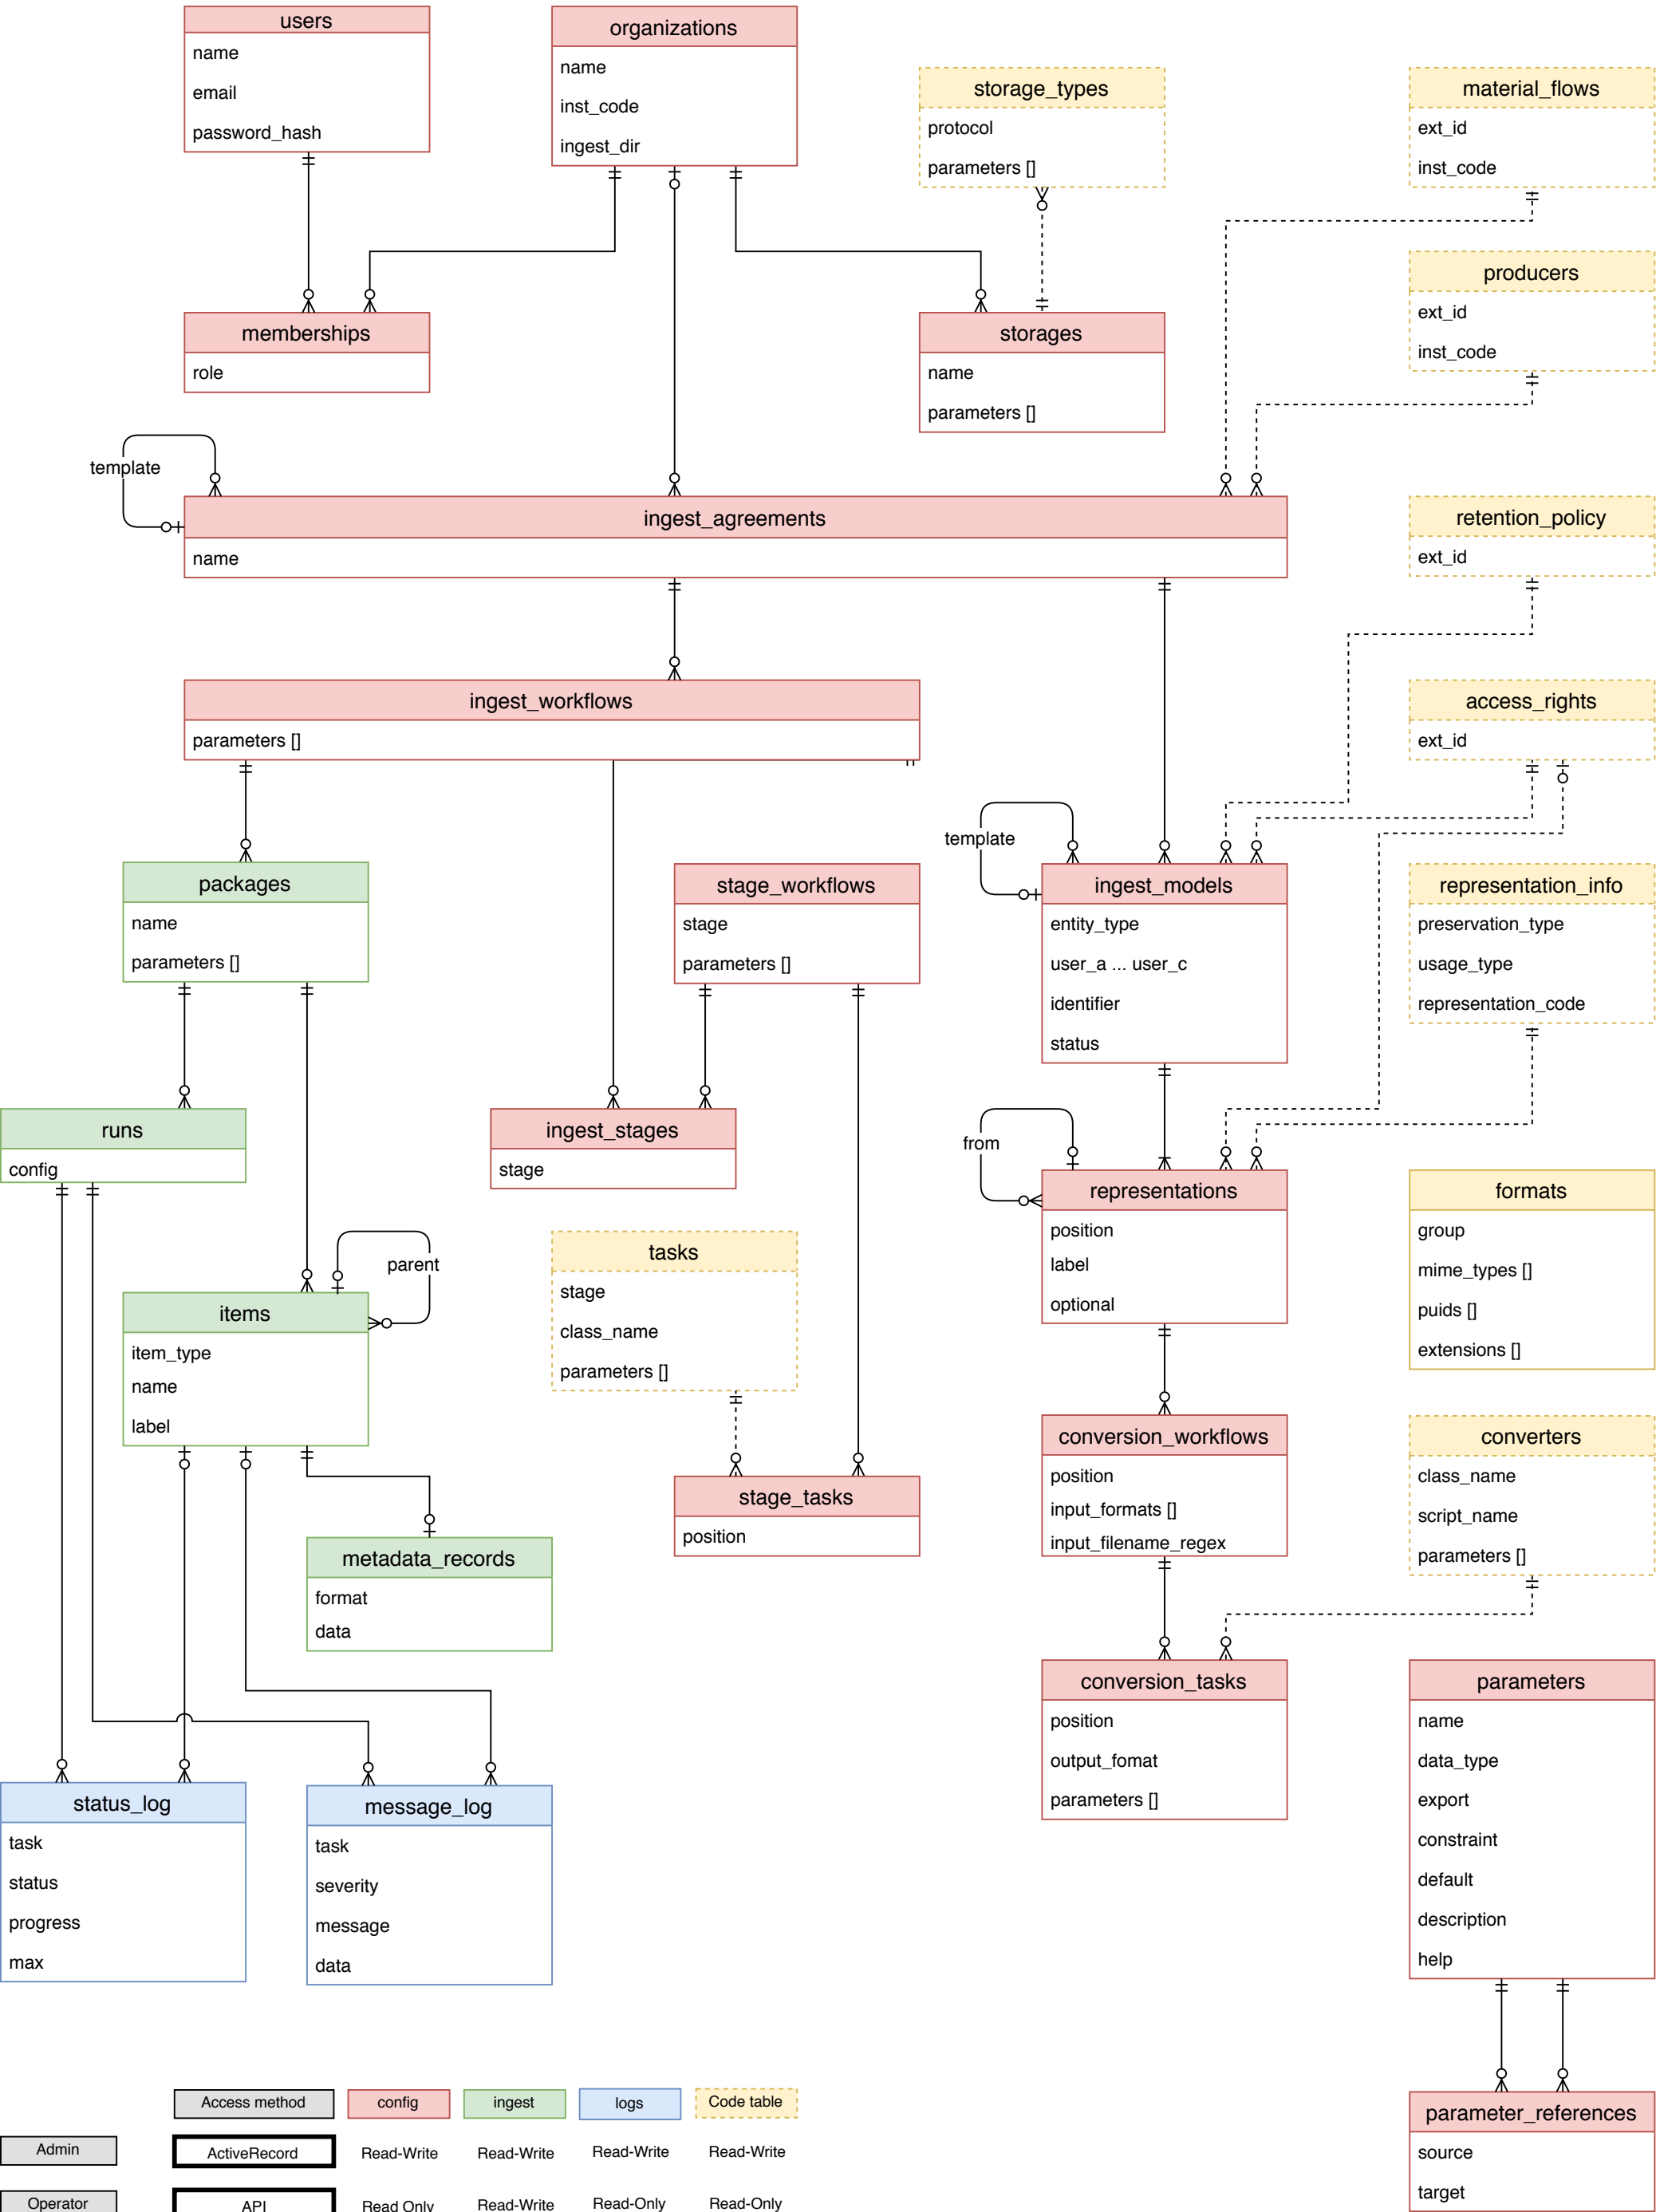 users
name
email
password_hash
organizations
name
inst_code
ingest_dir
storage_types
protocol
parameters []
material_flows
ext_id
inst_code
producers
ext_id
inst_code
memberships
role
storages
name
parameters []
template
ingest_agreements
name
retention_policy
ext_id
ingest_workflows
parameters []
access_rights
ext_id
packages
name
parameters []
stage_workflows
stage
parameters []
template
ingest_models
entity_type
user_a ... user_c
identifier
status
representation_info
preservation_type
usage_type
representation_code
runs
config
ingest_stages
stage
from
representations
position
label
optional
formats
group
mime_types []
puids []
extensions []
parent
items
item_type
name
label
tasks
stage
class_name
parameters []
conversion_workflows
position
input_formats []
input_filename_regex
converters
class_name
script_name
parameters []
stage_tasks
position
metadata_records
format
data
conversion_tasks
position
output_fomat
parameters []
parameters
name
data_type
export
constraint
default
description
help
status_log
task
status
progress
max
message_log
task
severity
message
data
parameter_references
source
target
Access method config ingest logs Code table
Admin ActiveRecord Read-Write Read-Write Read-Write Read-Write
Operator API Read Only Read-Write Read-Only Read-Only